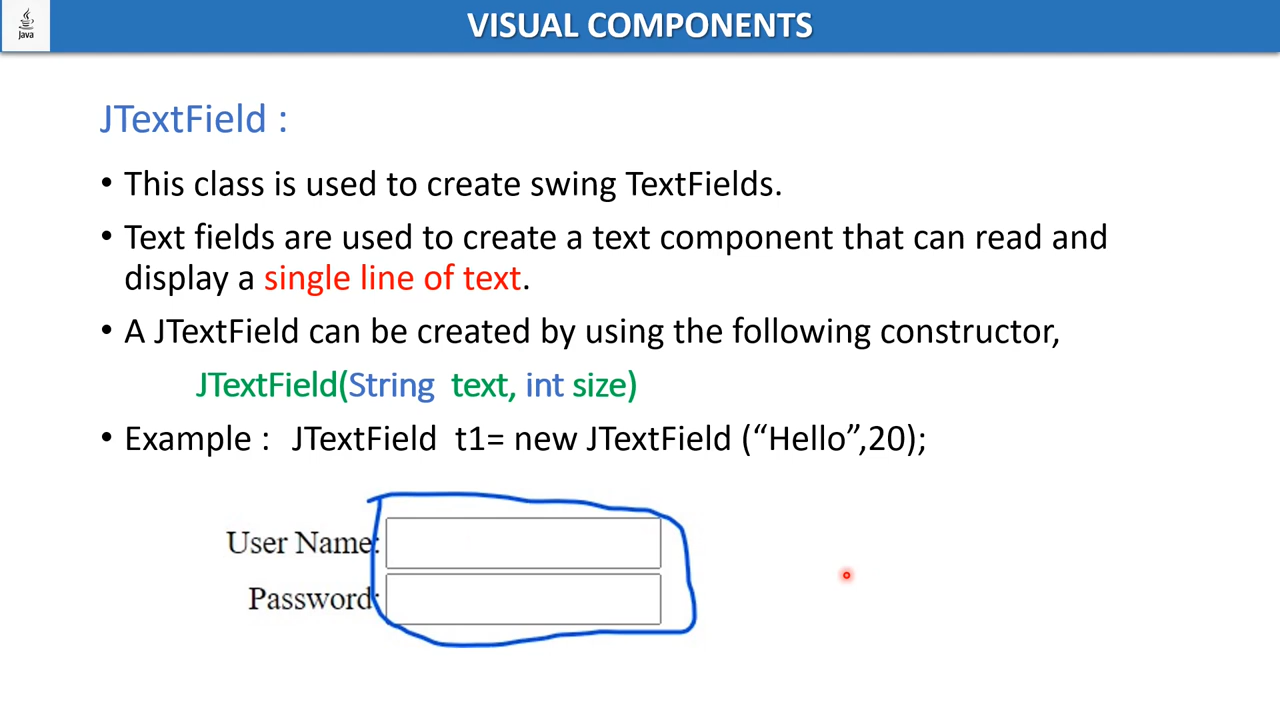 Java
VISUAL COMPONENTS
JTextField :
• This class is used to create swing TextFields.
• Text fields are used to create a text component that can read and
display a single line of text.
• A JTextField can be created by using the following constructor,
JTextField(String text, int size)
• Example : JTextField t1= new JTextField (“Hello”,20);
User Name:
Password: